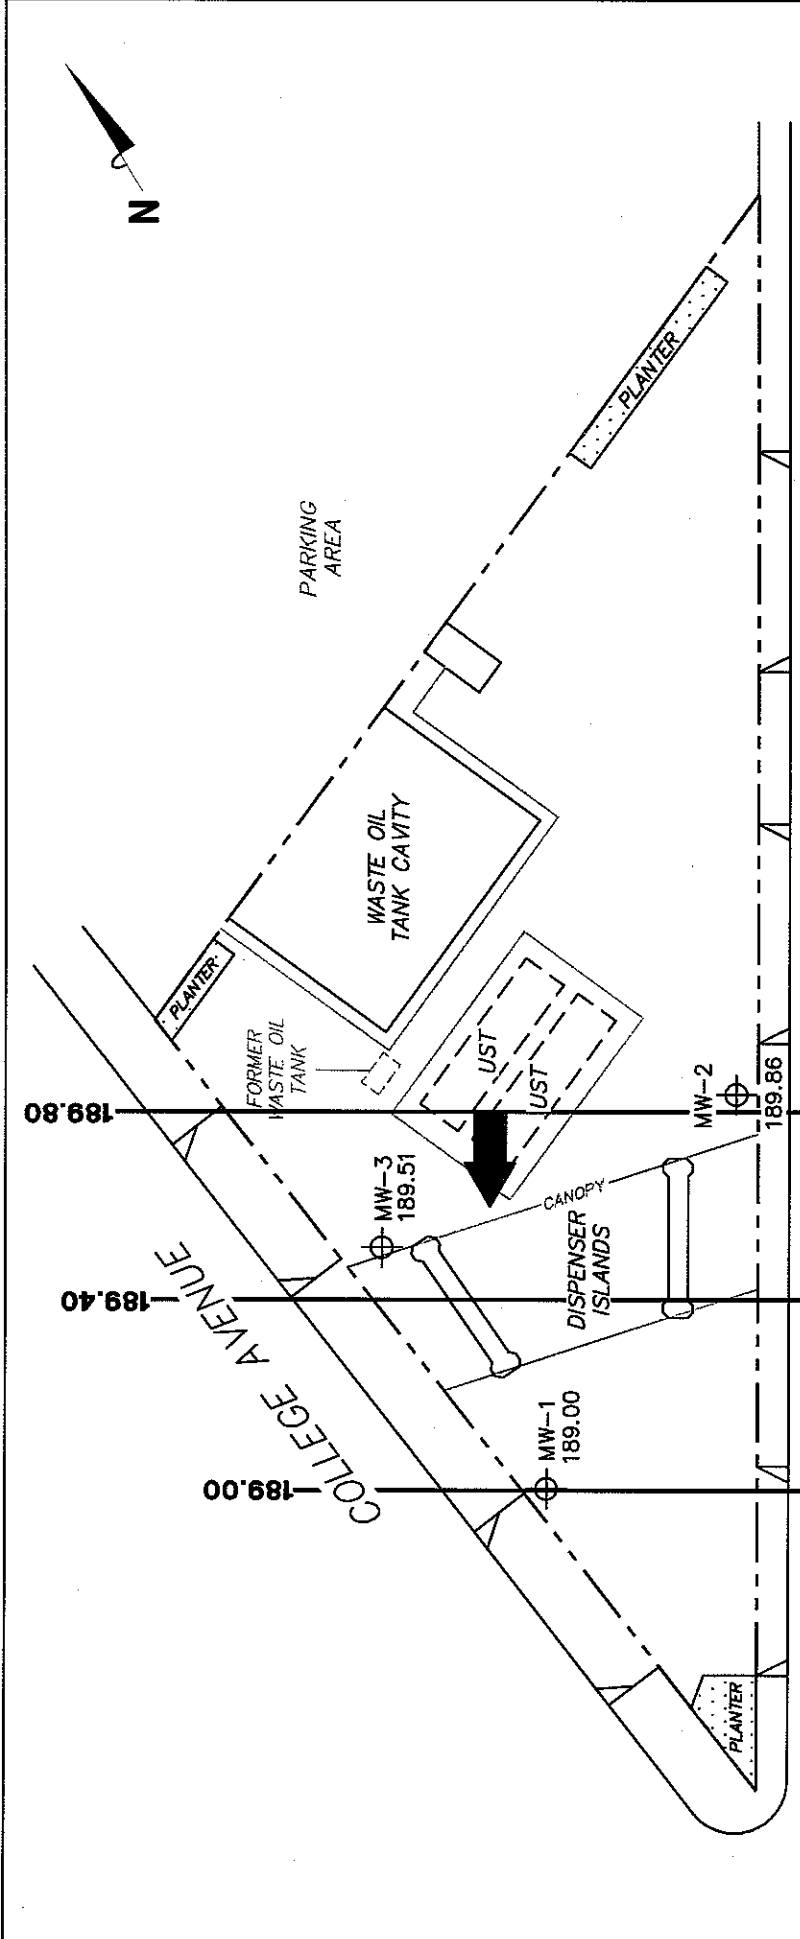 N
PLANTER
PARKING
AREA
WASTE OIL
TANK CAVITY
PLANTER
FORMER
WASTE OIL
TANK
UST
UST
189.80
MW-2
189.86
MW-3
189.51
CANOPY
DISPENSER
ISLANDS
189.40
COLLEGE AVENUE
MW-1
189.00
189.00
PLANTER